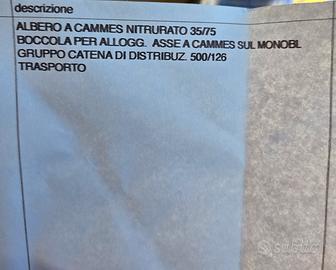 descrizione
ALBERO A CAMMES NITRURATO 35/75
BOCCOLA PER ALLOGG. ASSE A CAMMES SUL MONOBL
GRUPPO CATENA DI DISTRIBUZ. 500/126
TRASPORTO
subito